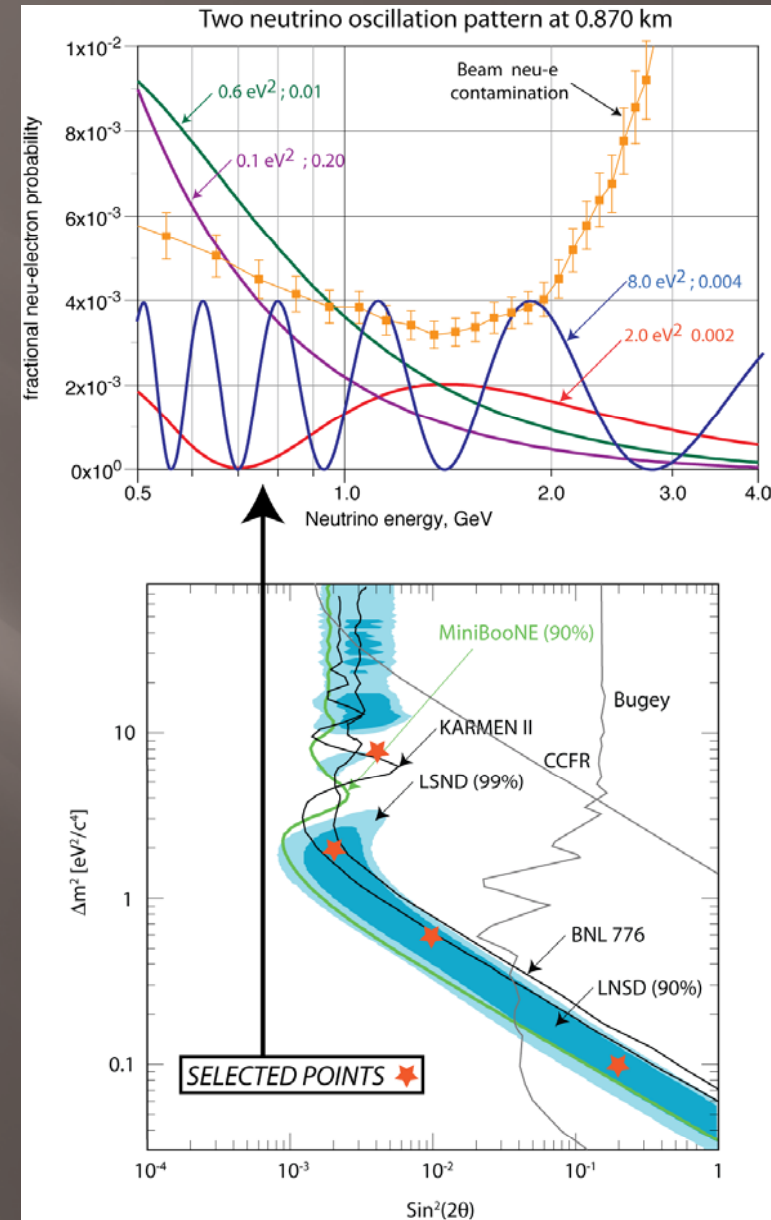 Two neutrino oscillation pattern at 0.870 km
fractional neu-electron probability
1x10⁻²
8x10⁻³
6x10⁻³
4x10⁻³
2x10⁻³
0x10⁰
0.6 eV² ; 0.01
0.1 eV² ; 0.20
Beam neu-e
contamination
8.0 eV² ; 0.004
2.0 eV² 0.002
0.5 1.0 2.0 3.0 4.0
Neutrino energy, GeV
Δm² [eV²/c⁴]
10
1
0.1
MiniBooNE (90%)
Bugey
KARMEN II
CCFR
LSND (99%)
BNL 776
LNSD (90%)
SELECTED POINTS
10⁻⁴ 10⁻³ 10⁻² 10⁻¹ 1
Sin²(2θ)